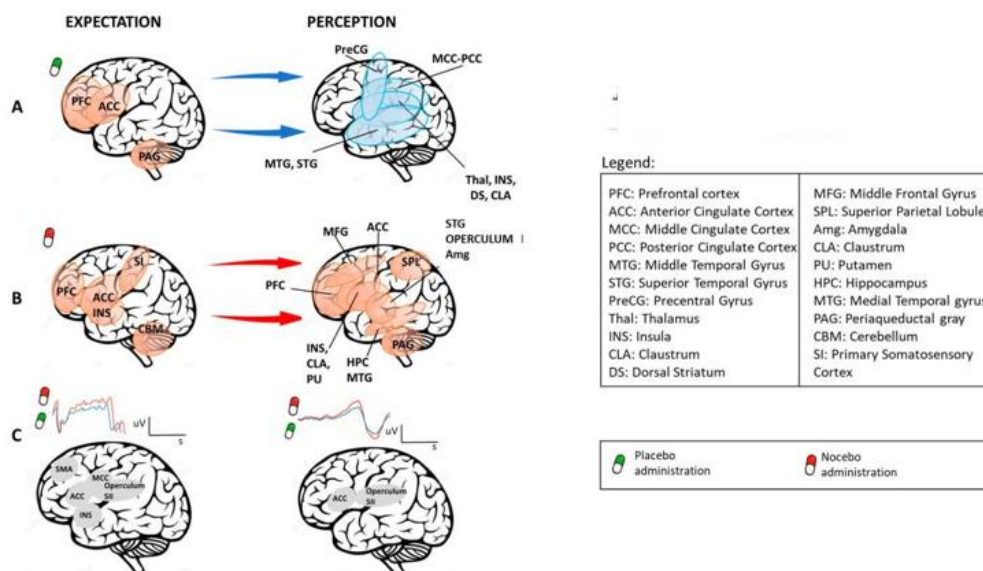 EXPECTATION
PERCEPTION
A
PFC
ACC
PAG
PreCG
MCC-PCC
MTG, STG
Thal, INS,
DS, CLA
B
PFC
ACC
INS
SI
CBM
MFG
ACC
STG
OPERCULUM
Amg
SPL
PFC
INS,
CLA,
PU
HPC
MTG
PAG
C
uV
s
uV
s
SMA
MCC
Operculum
ACC
SII
INS
ACC
Operculum
SII
Legend:
PFC: Prefrontal cortex
ACC: Anterior Cingulate Cortex
MCC: Middle Cingulate Cortex
PCC: Posterior Cingulate Cortex
MTG: Middle Temporal Gyrus
STG: Superior Temporal Gyrus
PreCG: Precentral Gyrus
Thal: Thalamus
INS: Insula
CLA: Claustrum
DS: Dorsal Striatum
MFG: Middle Frontal Gyrus
SPL: Superior Parietal Lobule
Amg: Amygdala
CLA: Claustrum
PU: Putamen
HPC: Hippocampus
MTG: Medial Temporal gyrus
PAG: Periaqueductal gray
CBM: Cerebellum
SI: Primary Somatosensory
Cortex
Placebo
administration
Nocebo
administration